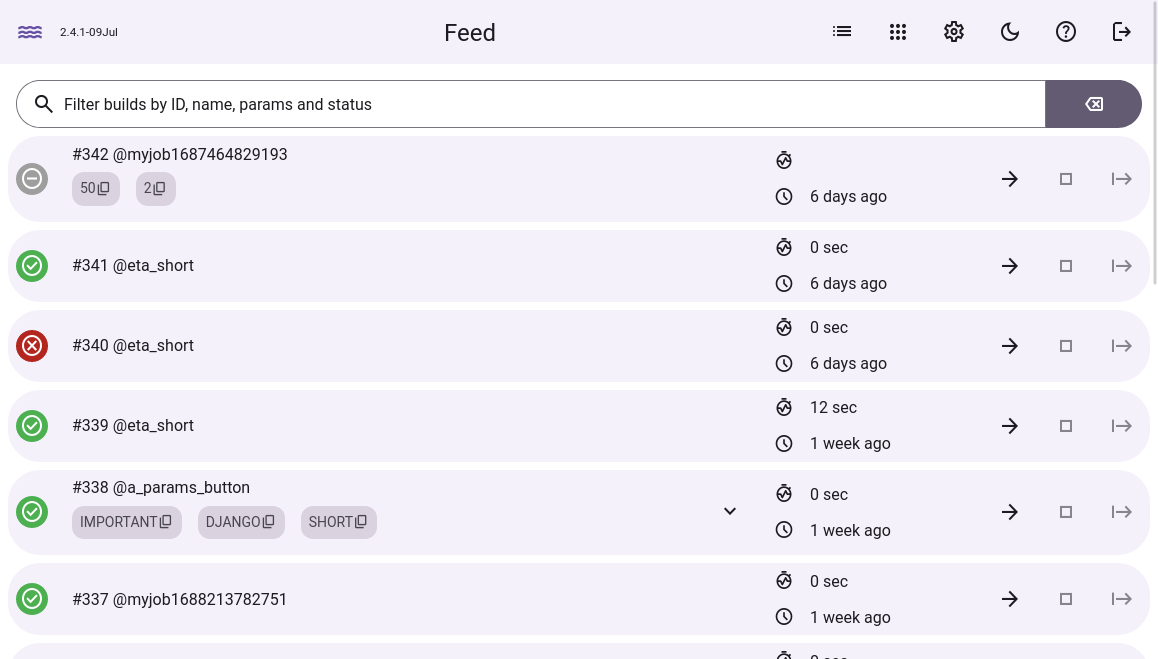 2.4.1-09Jul
Feed
Filter builds by ID, name, params and status
#342 @myjob1687464829193
50
2
6 days ago
#341 @eta_short
0 sec
6 days ago
#340 @eta_short
0 sec
6 days ago
#339 @eta_short
12 sec
1 week ago
#338 @a_params_button
IMPORTANT
DJANGO
SHORT
0 sec
1 week ago
#337 @myjob1688213782751
0 sec
1 week ago